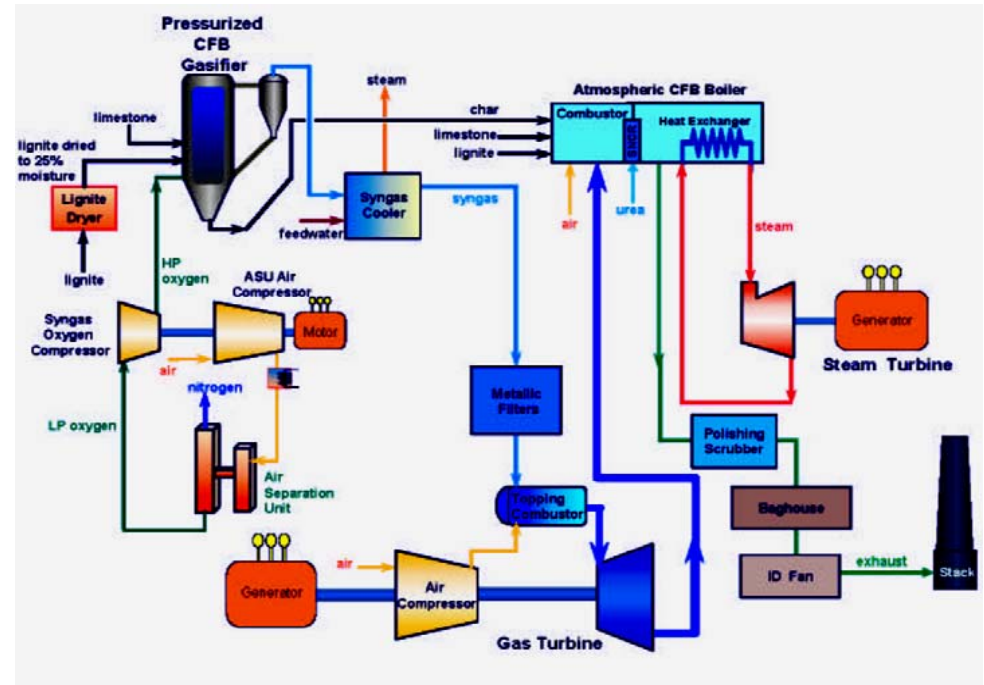 Pressurized
CFB
Gasifier
steam
Atmospheric CFB Boiler
char
Combustor
limestone
Heat Exchanger
limestone
SNCR
lignite dried
to 25%
moisture
lignite
Lignite
Dryer
Syngas
Cooler
syngas
urea
feedwater
air
steam
lignite
HP
oxygen
ASU Air
Compressor
Syngas
Oxygen
Compressor
Motor
Generator
air
Steam Turbine
nitrogen
Metallic
Filters
LP oxygen
Polishing
Scrubber
Air
Separation
Unit
Topping
Combustor
Baghouse
air
exhaust
Generator
Air
Compressor
ID Fan
Stack
Gas Turbine